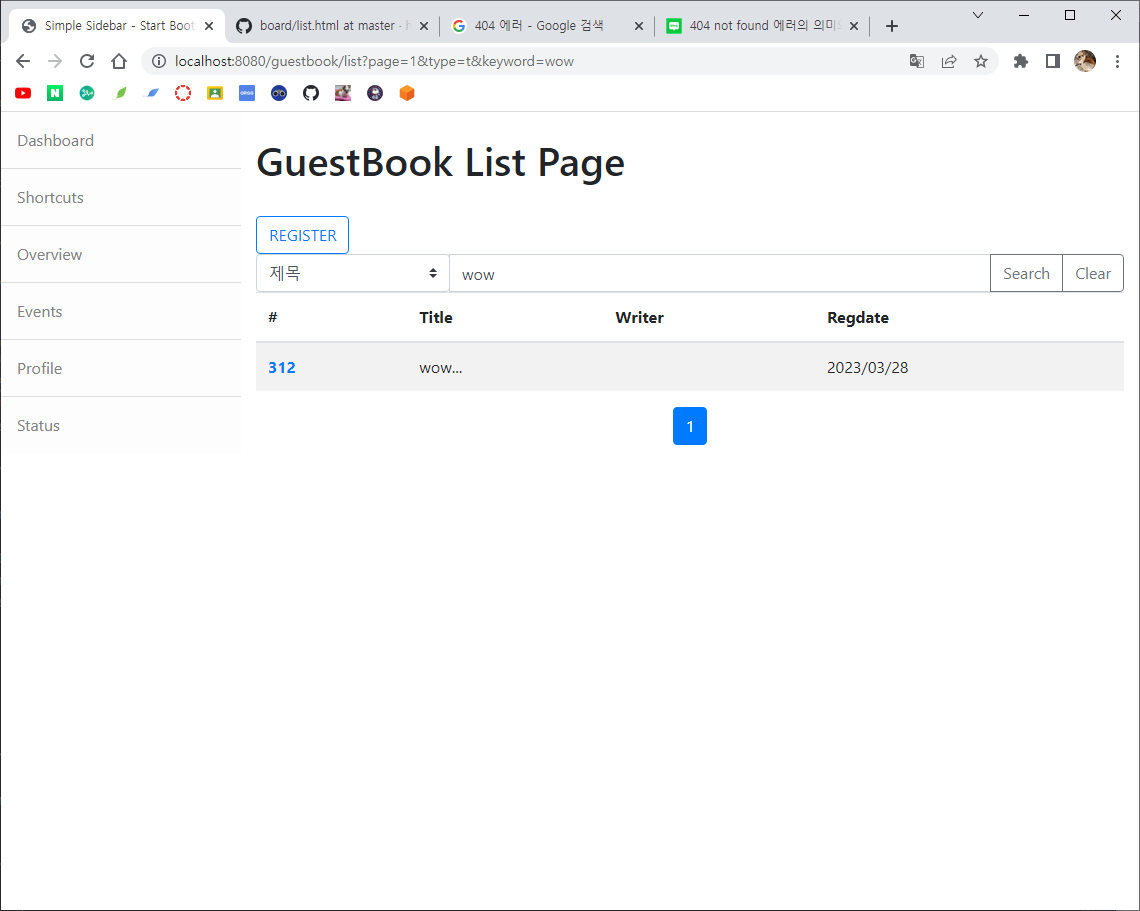 Simple Sidebar - Start Boot
board/list.html at master ·
404 에러 - Google 검색
404 not found 에러의 의미
localhost:8080/guestbook/list?page=1&type=t&keyword=wow
Dashboard
Shortcuts
Overview
Events
Profile
Status
GuestBook List Page
REGISTER
제목 wow Search Clear
# Title Writer Regdate
312 wow... 2023/03/28
1